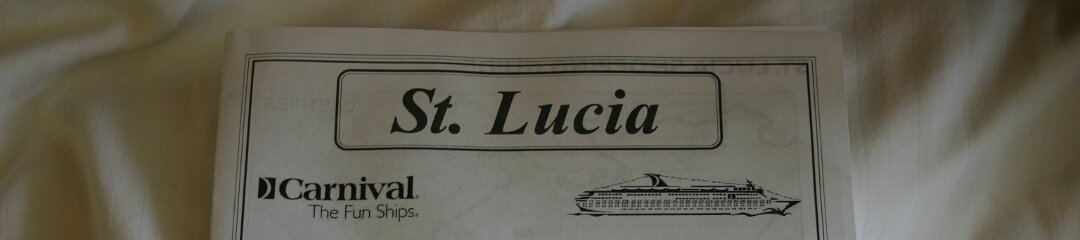 St. Lucia
Carnival®
The Fun Ships®